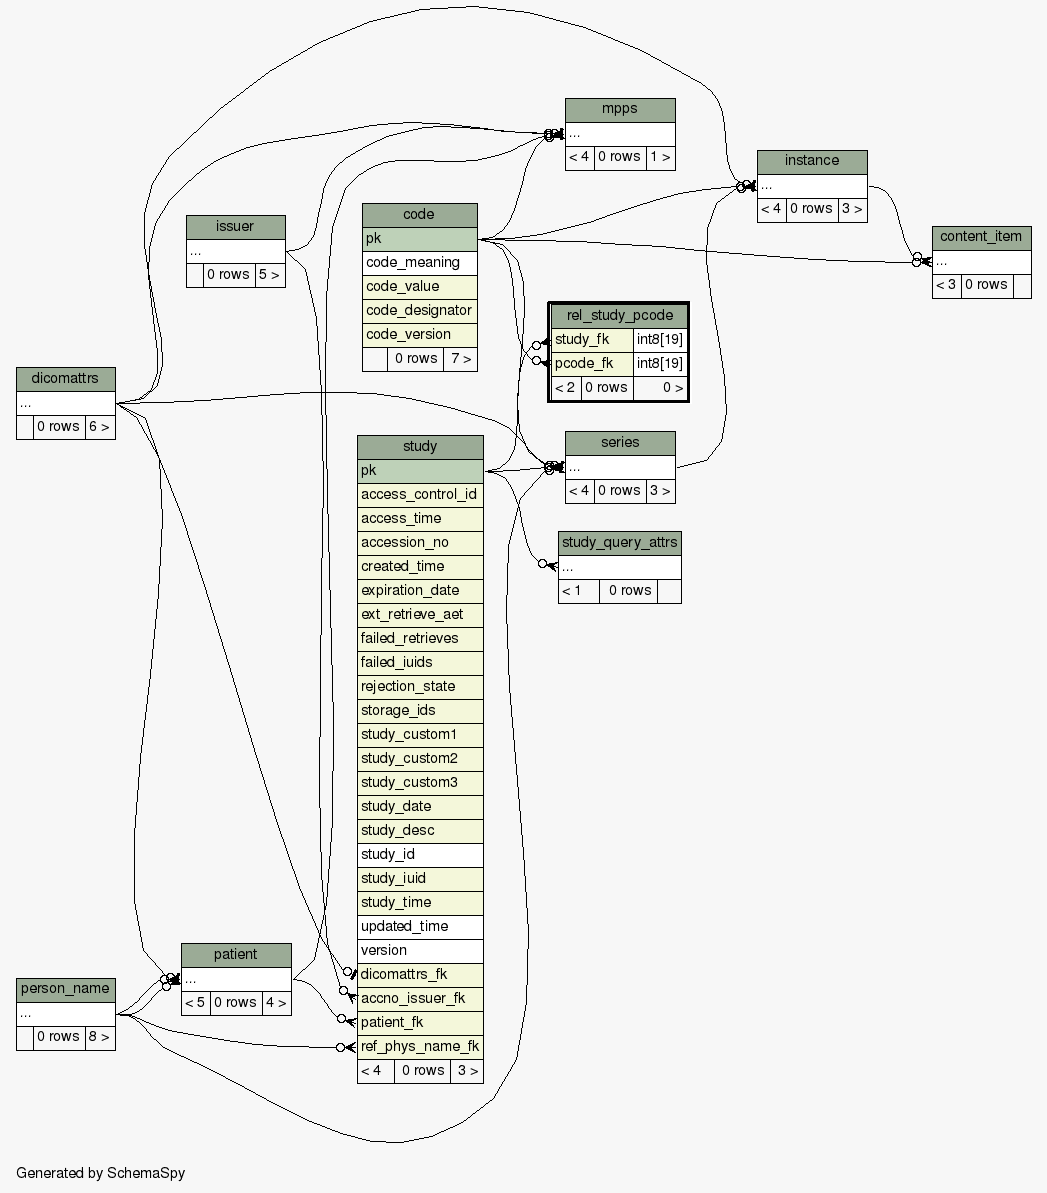 mpps
...
< 4 0 rows 1 >
instance
...
< 4 0 rows 3 >
issuer
...
0 rows 5 >
code
pk
code_meaning
code_value
code_designator
code_version
0 rows 7 >
content_item
...
< 3 0 rows
rel_study_pcode
study_fk int8[19]
pcode_fk int8[19]
< 2 0 rows 0 >
dicomattrs
...
0 rows 6 >
series
...
< 4 0 rows 3 >
study
pk
access_control_id
access_time
accession_no
created_time
expiration_date
ext_retrieve_aet
failed_retrieves
failed_iuids
rejection_state
storage_ids
study_custom1
study_custom2
study_custom3
study_date
study_desc
study_id
study_iuid
study_time
updated_time
version
dicomattrs_fk
accno_issuer_fk
patient_fk
ref_phys_name_fk
< 4 0 rows 3 >
study_query_attrs
...
< 1 0 rows
patient
...
< 5 0 rows 4 >
person_name
...
0 rows 8 >
Generated by SchemaSpy